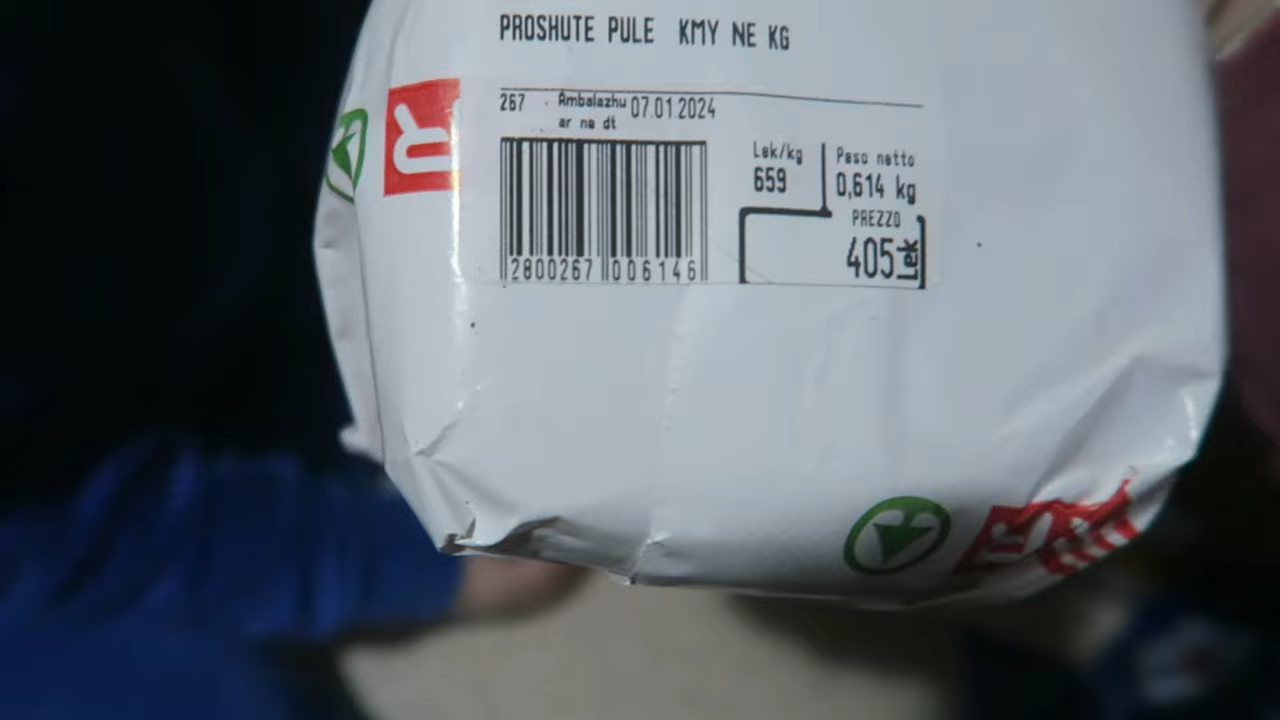 PROSHUTE PULE KMY NE KG
267 . Ambalazhu 07.01.2024
ar ne dt
Lek/kg
659
Peso netto
0,614 kg
PREZZO
405 Lek
2800267 006146